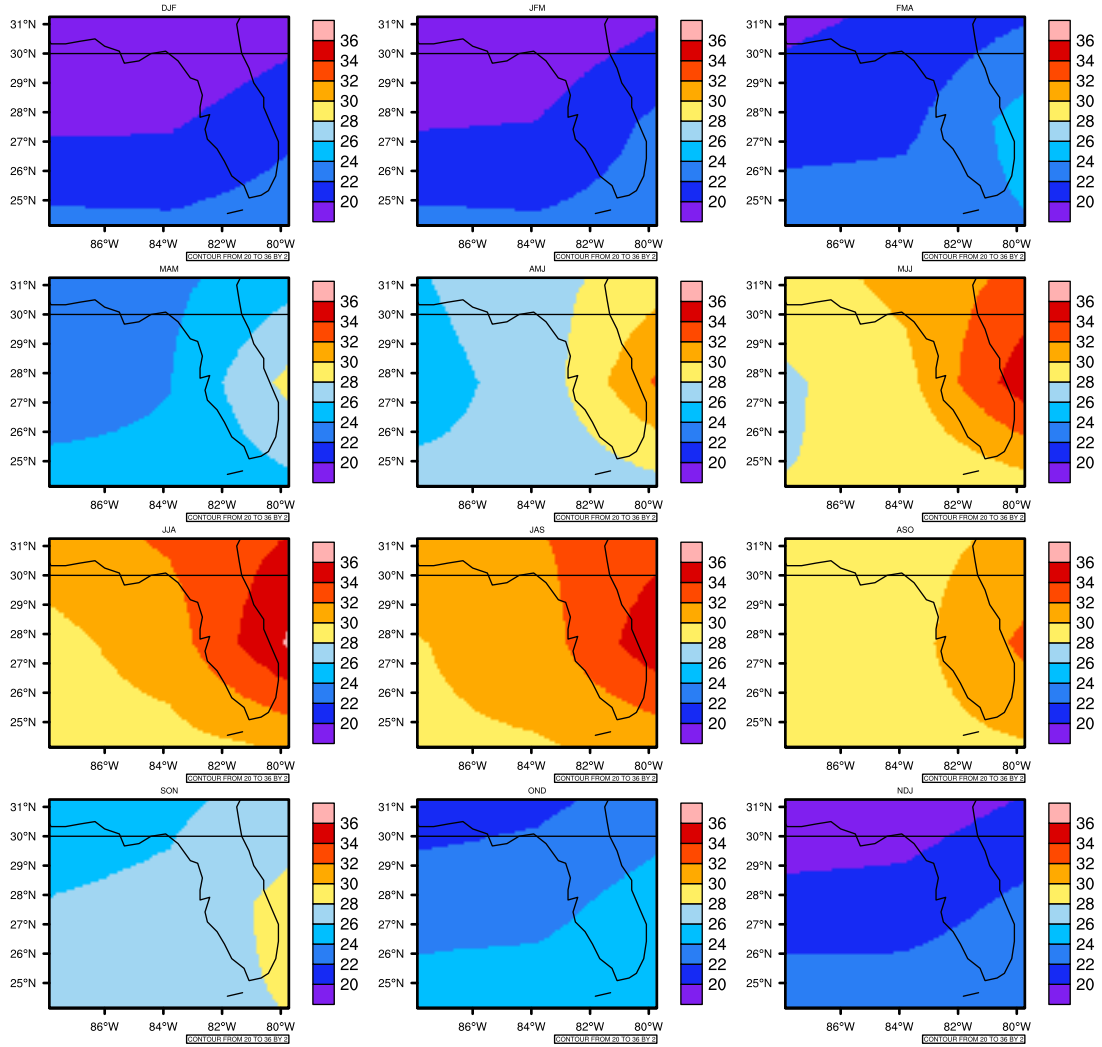 DJF JFM FMA
31°N 36 31°N 36 31°N 36
30°N 34 30°N 34 30°N 34
29°N 32 29°N 32 29°N 32
30 30 30
28°N 28 28°N 28 28°N 28
27°N 26 27°N 26 27°N 26
26°N 24 26°N 24 26°N 24
22 22 22
25°N 20 25°N 20 25°N 20
86°W 84°W 82°W 80°W 86°W 84°W 82°W 80°W 86°W 84°W 82°W 80°W
CONTOUR FROM 20 TO 36 BY 2 CONTOUR FROM 20 TO 36 BY 2 CONTOUR FROM 20 TO 36 BY 2
MAM AMJ MJJ
31°N 36 31°N 36 31°N 36
30°N 34 30°N 34 30°N 34
29°N 32 29°N 32 29°N 32
30 30 30
28°N 28 28°N 28 28°N 28
27°N 26 27°N 26 27°N 26
26°N 24 26°N 24 26°N 24
22 22 22
25°N 20 25°N 20 25°N 20
86°W 84°W 82°W 80°W 86°W 84°W 82°W 80°W 86°W 84°W 82°W 80°W
CONTOUR FROM 20 TO 36 BY 2 CONTOUR FROM 20 TO 36 BY 2 CONTOUR FROM 20 TO 36 BY 2
JJA JAS ASO
31°N 36 31°N 36 31°N 36
30°N 34 30°N 34 30°N 34
29°N 32 29°N 32 29°N 32
30 30 30
28°N 28 28°N 28 28°N 28
27°N 26 27°N 26 27°N 26
26°N 24 26°N 24 26°N 24
22 22 22
25°N 20 25°N 20 25°N 20
86°W 84°W 82°W 80°W 86°W 84°W 82°W 80°W 86°W 84°W 82°W 80°W
CONTOUR FROM 20 TO 36 BY 2 CONTOUR FROM 20 TO 36 BY 2 CONTOUR FROM 20 TO 36 BY 2
SON OND NDJ
31°N 36 31°N 36 31°N 36
30°N 34 30°N 34 30°N 34
29°N 32 29°N 32 29°N 32
30 30 30
28°N 28 28°N 28 28°N 28
27°N 26 27°N 26 27°N 26
26°N 24 26°N 24 26°N 24
22 22 22
25°N 20 25°N 20 25°N 20
86°W 84°W 82°W 80°W 86°W 84°W 82°W 80°W 86°W 84°W 82°W 80°W
CONTOUR FROM 20 TO 36 BY 2 CONTOUR FROM 20 TO 36 BY 2 CONTOUR FROM 20 TO 36 BY 2